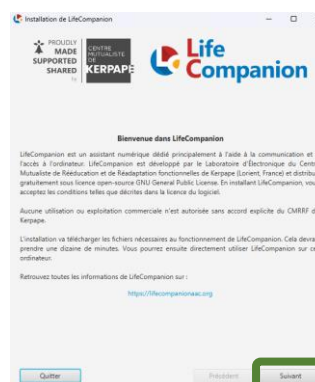 Installation de LifeCompanion
PROUDLY
MADE
SUPPORTED
SHARED
by
CENTRE
MUTUALISTE
DE
KERPAPE
Life
Companion
Bienvenue dans LifeCompanion
LifeCompanion est un assistant numérique dédié principalement à l'aide à la communication et
l'accès à l'ordinateur. LifeCompanion est développé par le Laboratoire d'Électronique du Centr
Mutualiste de Rééducation et de Réadaptation fonctionnelles de Kerpape (Lorient, France) et distribu
gratuitement sous licence open-source GNU General Public License. En installant LifeCompanion, vou
acceptez les conditions telles que décrites dans la licence du logiciel.
Aucune utilisation ou exploitation commerciale n'est autorisée sans accord explicite du CMRRF d
Kerpape.
L'installation va télécharger les fichiers nécessaires au fonctionnement de LifeCompanion. Cela devra
prendre une dizaine de minutes. Vous pourrez ensuite directement utiliser LifeCompanion sur ce
ordinateur.
Retrouvez toutes les informations de LifeCompanion sur :
https://lifecompanionaac.org
Quitter
Précédent
Suivant